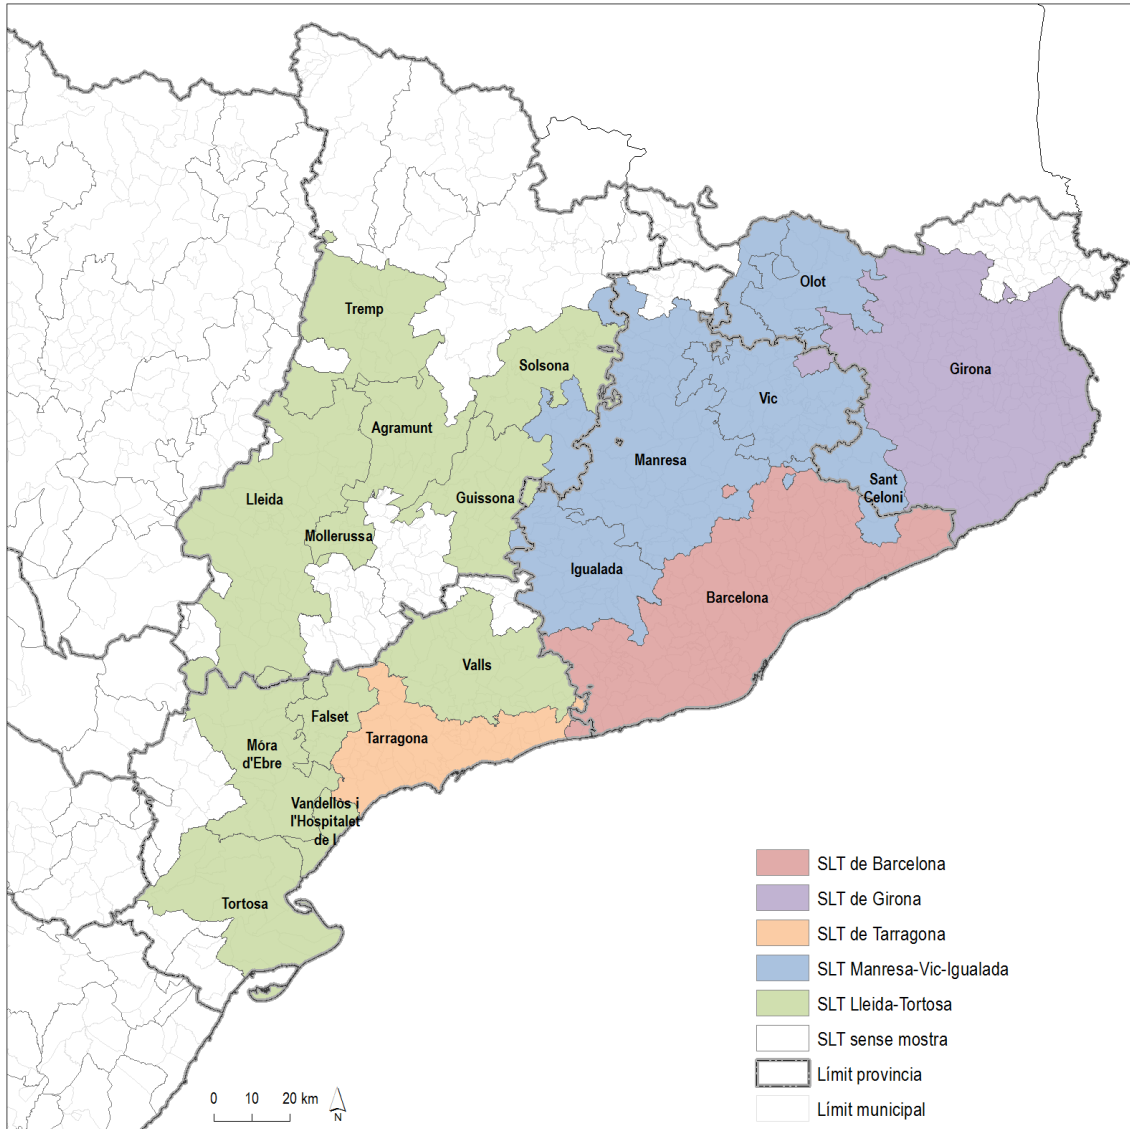 Olot
Tremp
Solsona
Girona
Vic
Agramunt
Manresa
Sant
Celoni
Lleida
Guissona
Mollerussa
Igualada
Barcelona
Valls
Falset
Tarragona
Móra
d'Ebre
Vandellòs i
l'Hospitalet
de l
Tortosa
SLT de Barcelona
SLT de Girona
SLT de Tarragona
SLT Manresa-Vic-Igualada
SLT Lleida-Tortosa
SLT sense mostra
Límit provincia
Límit municipal
0 10 20 km
N